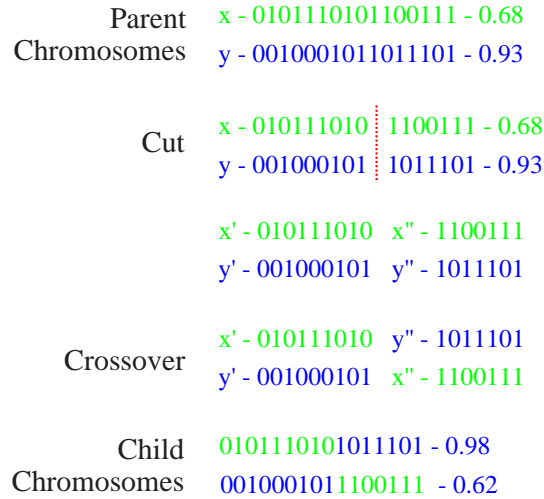 Parent x - 0101110101100111 - 0.68
Chromosomes y - 0010001011011101 - 0.93
Cut
x - 010111010 1100111 - 0.68
y - 001000101 1011101 - 0.93
x' - 010111010 x" - 1100111
y' - 001000101 y" - 1011101
Crossover
x' - 010111010 y" - 1011101
y' - 001000101 x" - 1100111
Child 0101110101011101 - 0.98
Chromosomes 0010001011100111 - 0.62